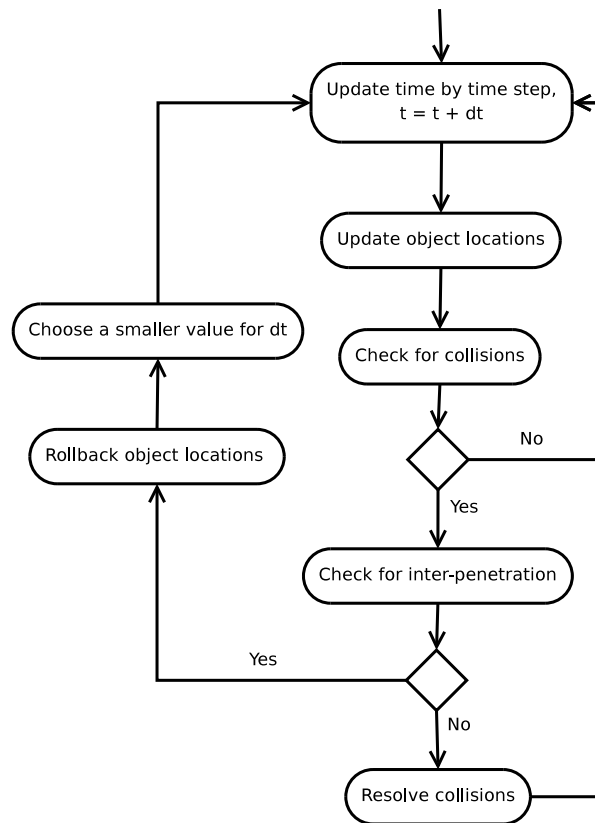 Update time by time step,
t = t + dt
Update object locations
Choose a smaller value for dt
Check for collisions
No
Rollback object locations
Yes
Check for inter-penetration
Yes
No
Resolve collisions